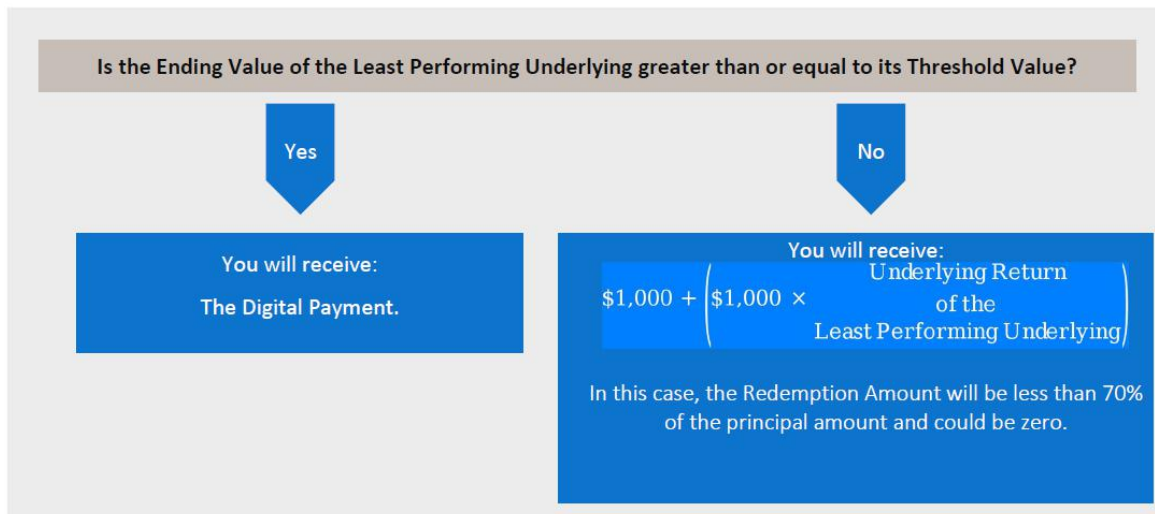 Is the Ending Value of the Least Performing Underlying greater than or equal to its Threshold Value?
Yes
No
You will receive:
The Digital Payment.
You will receive:
$1,000 + ($1,000 × Underlying Return
of the
Least Performing Underlying)
In this case, the Redemption Amount will be less than 70%
of the principal amount and could be zero.